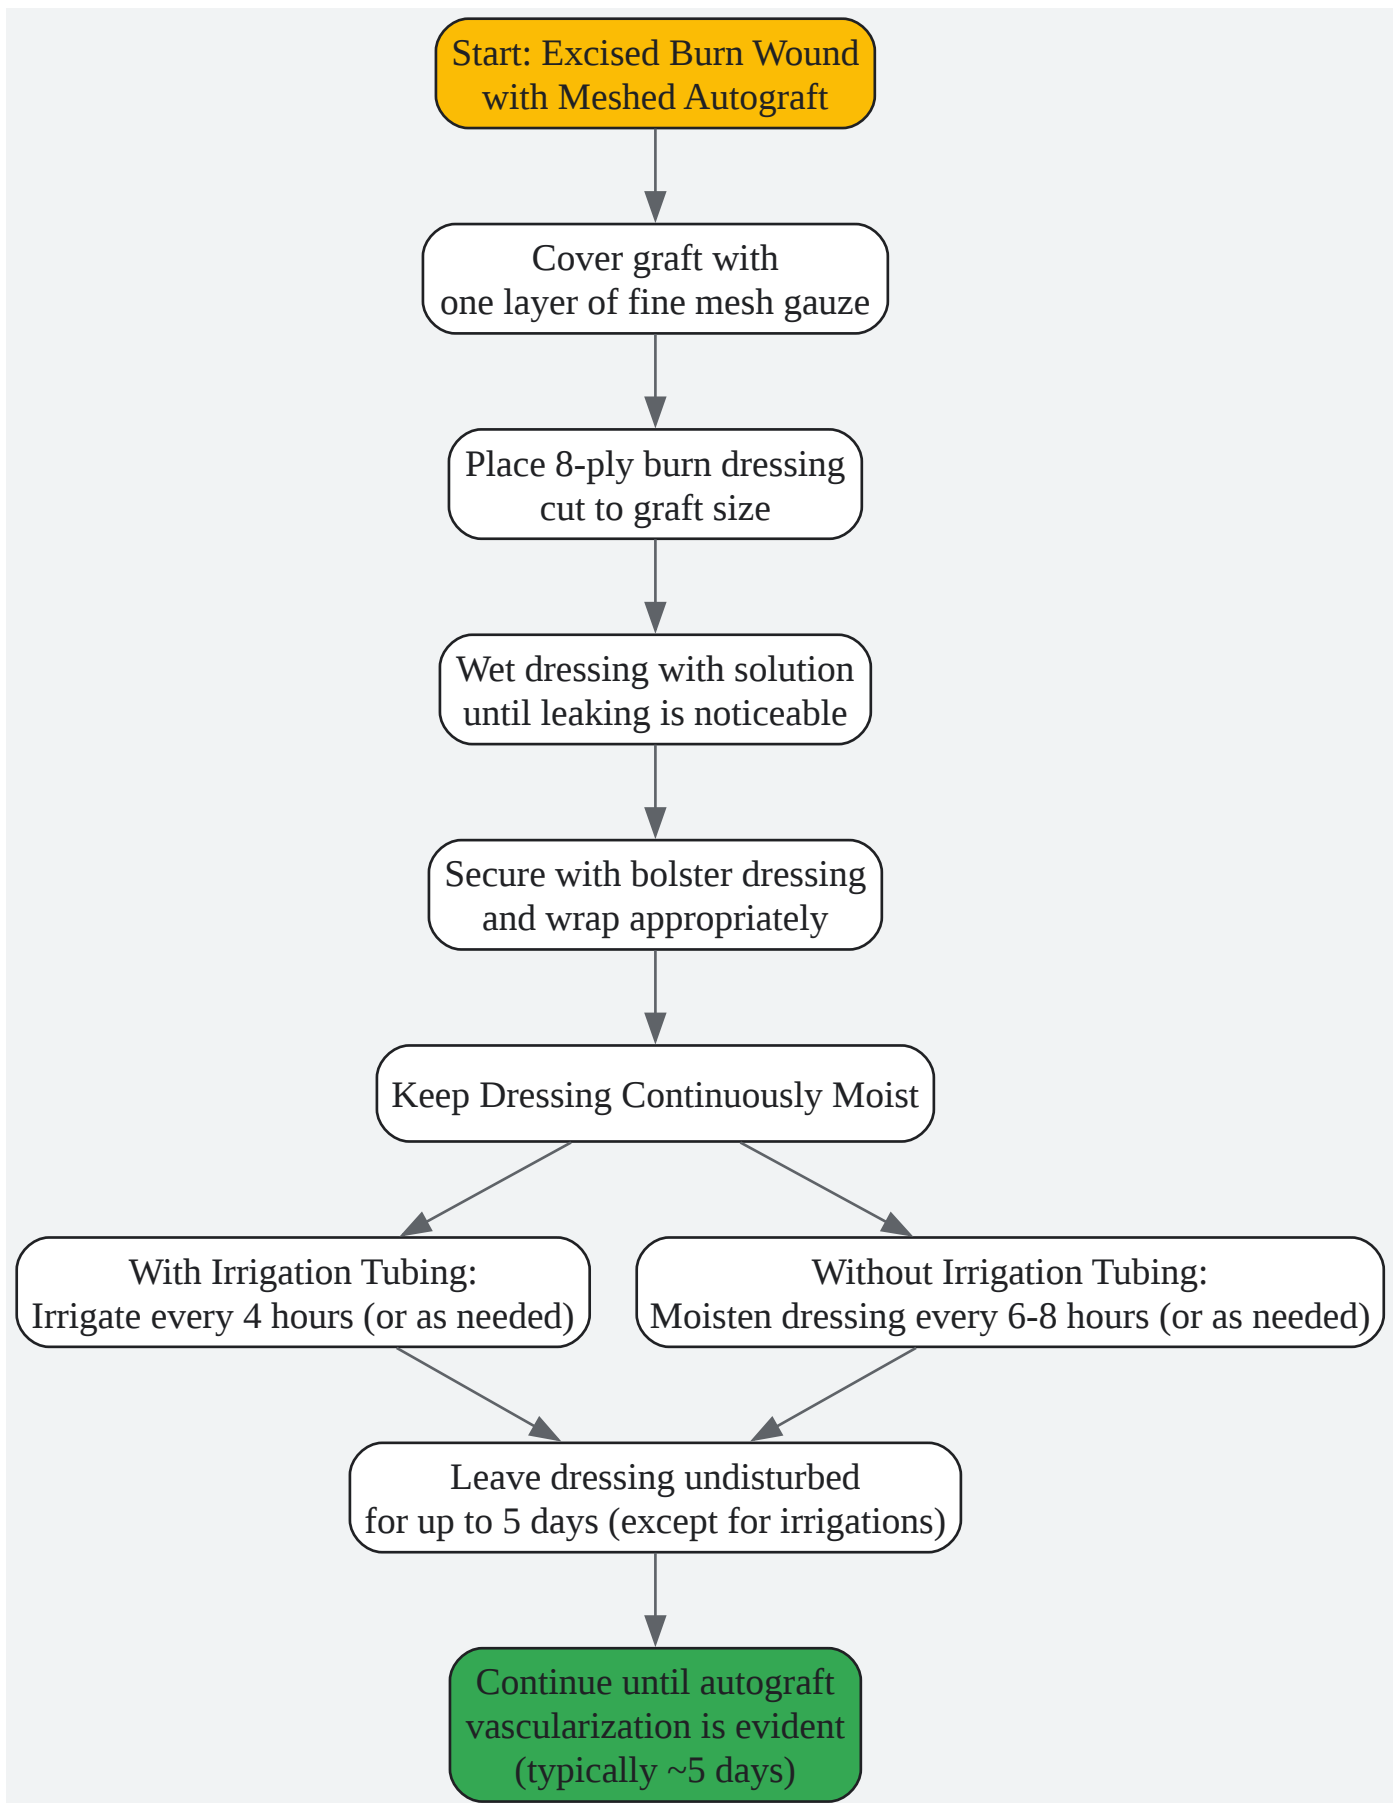 Start: Excised Burn Wound
with Meshed Autograft
Cover graft with
one layer of fine mesh gauze
Place 8-ply burn dressing
cut to graft size
Wet dressing with solution
until leaking is noticeable
Secure with bolster dressing
and wrap appropriately
Keep Dressing Continuously Moist
With Irrigation Tubing:
Irrigate every 4 hours (or as needed)
Without Irrigation Tubing:
Moisten dressing every 6-8 hours (or as needed)
Leave dressing undisturbed
for up to 5 days (except for irrigations)
Continue until autograft
vascularization is evident
(typically ~5 days)